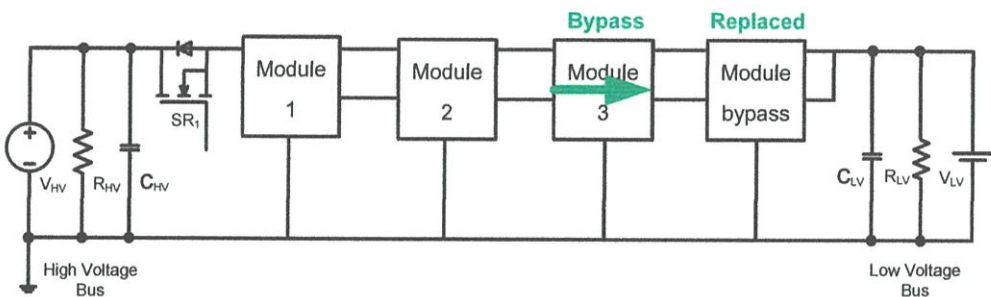 Bypass
Replaced
Module
1
Module
2
Module
3
Module
bypass
SR1
+
−
VHV
RHV
CHV
CLV
RLV
VLV
High Voltage
Bus
Low Voltage
Bus